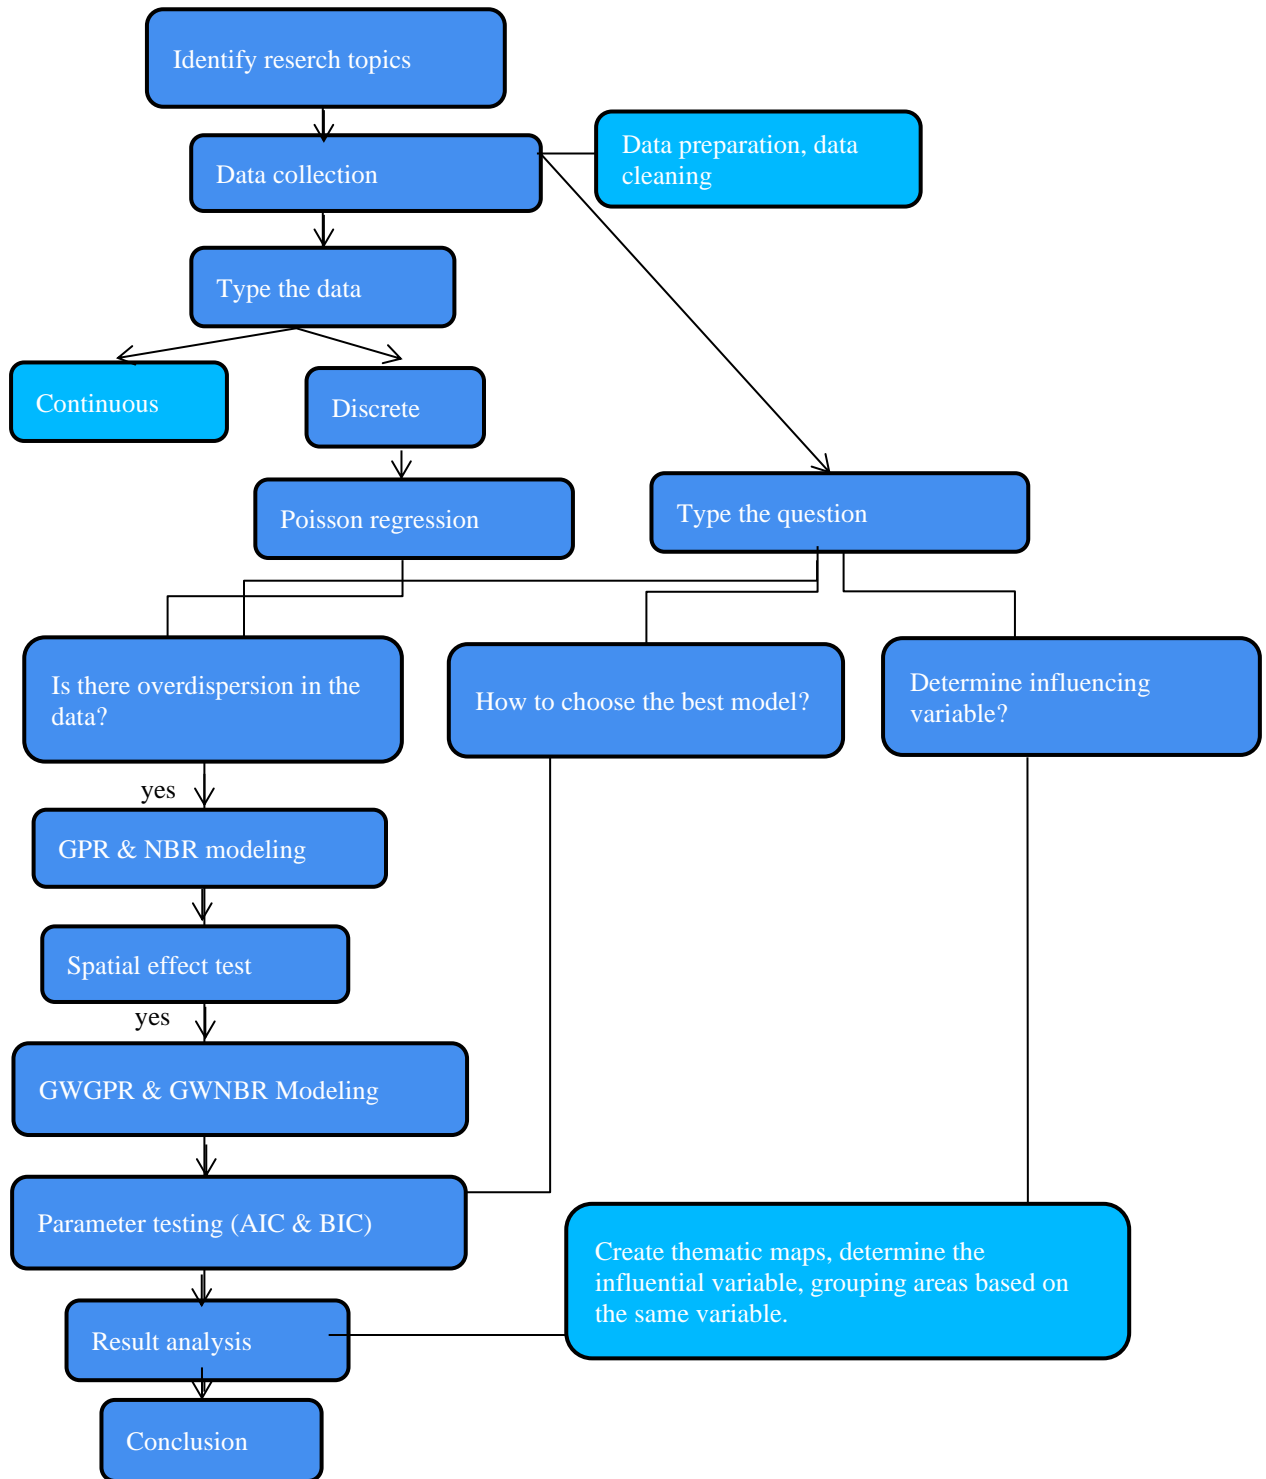 Identify reserch topics
Data preparation, data
cleaning
Data collection
Type the data
Continuous
Discrete
Poisson regression
Type the question
Is there overdispersion in the
data?
How to choose the best model?
Determine influencing
variable?
yes
GPR & NBR modeling
Spatial effect test
yes
GWGPR & GWNBR Modeling
Parameter testing (AIC & BIC)
Create thematic maps, determine the
influential variable, grouping areas based on
the same variable.
Result analysis
Conclusion